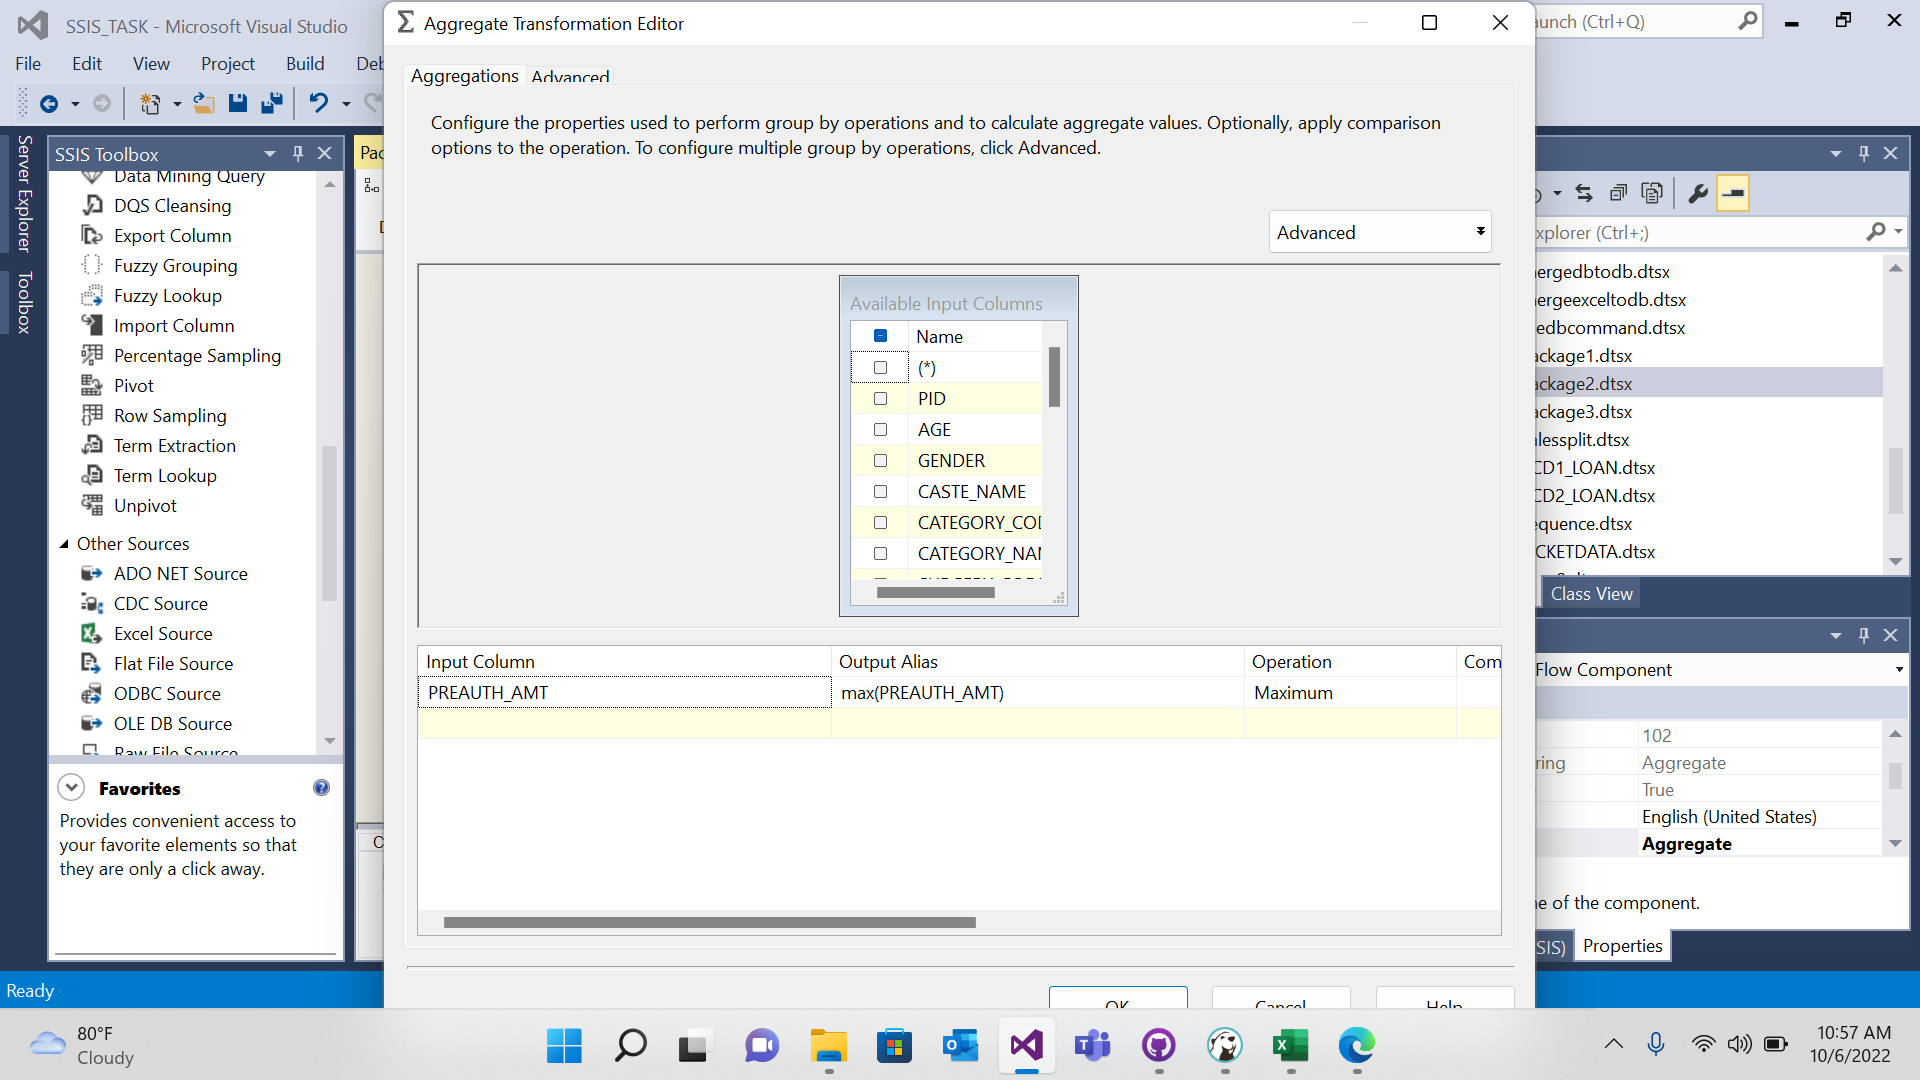 SSIS_TASK - Microsoft Visual Studio
Aggregate Transformation Editor
aunch (Ctrl+Q)
File
Edit
View
Project
Build
Deb
Aggregations
Advanced
Configure the properties used to perform group by operations and to calculate aggregate values. Optionally, apply comparison
options to the operation. To configure multiple group by operations, click Advanced.
Server Explorer
Toolbox
SSIS Toolbox
Data Mining Query
DQS Cleansing
Export Column
Fuzzy Grouping
Fuzzy Lookup
Import Column
Percentage Sampling
Pivot
Row Sampling
Term Extraction
Term Lookup
Unpivot
Other Sources
ADO NET Source
CDC Source
Excel Source
Flat File Source
ODBC Source
OLE DB Source
Raw File Source
Favorites
Provides convenient access to
your favorite elements so that
they are only a click away.
Pac
Advanced
Available Input Columns
Name
(*)
PID
AGE
GENDER
CASTE_NAME
CATEGORY_COD
CATEGORY_NAM
Input Column
Output Alias
Operation
Com
PREAUTH_AMT
max(PREAUTH_AMT)
Maximum
OK
Cancel
Help
xplorer (Ctrl+;)
ergedbtodb.dtsx
ergeexceltodb.dtsx
edbcommand.dtsx
ackage1.dtsx
ackage2.dtsx
ackage3.dtsx
lessplit.dtsx
CD1_LOAN.dtsx
CD2_LOAN.dtsx
equence.dtsx
CKETDATA.dtsx
Class View
Flow Component
102
ring
Aggregate
True
English (United States)
Aggregate
e of the component.
SIS)
Properties
Ready
80°F
Cloudy
10:57 AM
10/6/2022